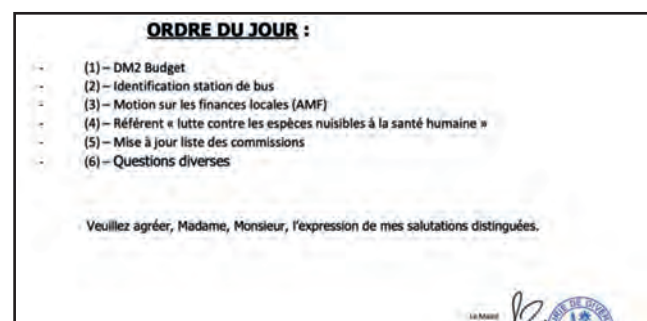 ORDRE DU JOUR :
- (1) – DM2 Budget
- (2) – Identification station de bus
- (3) – Motion sur les finances locales (AMF)
- (4) – Référent « lutte contre les espèces nuisibles à la santé humaine »
- (5) – Mise à jour liste des commissions
- (6) – Questions diverses
Veuillez agréer, Madame, Monsieur, l'expression de mes salutations distinguées.
Le Maire